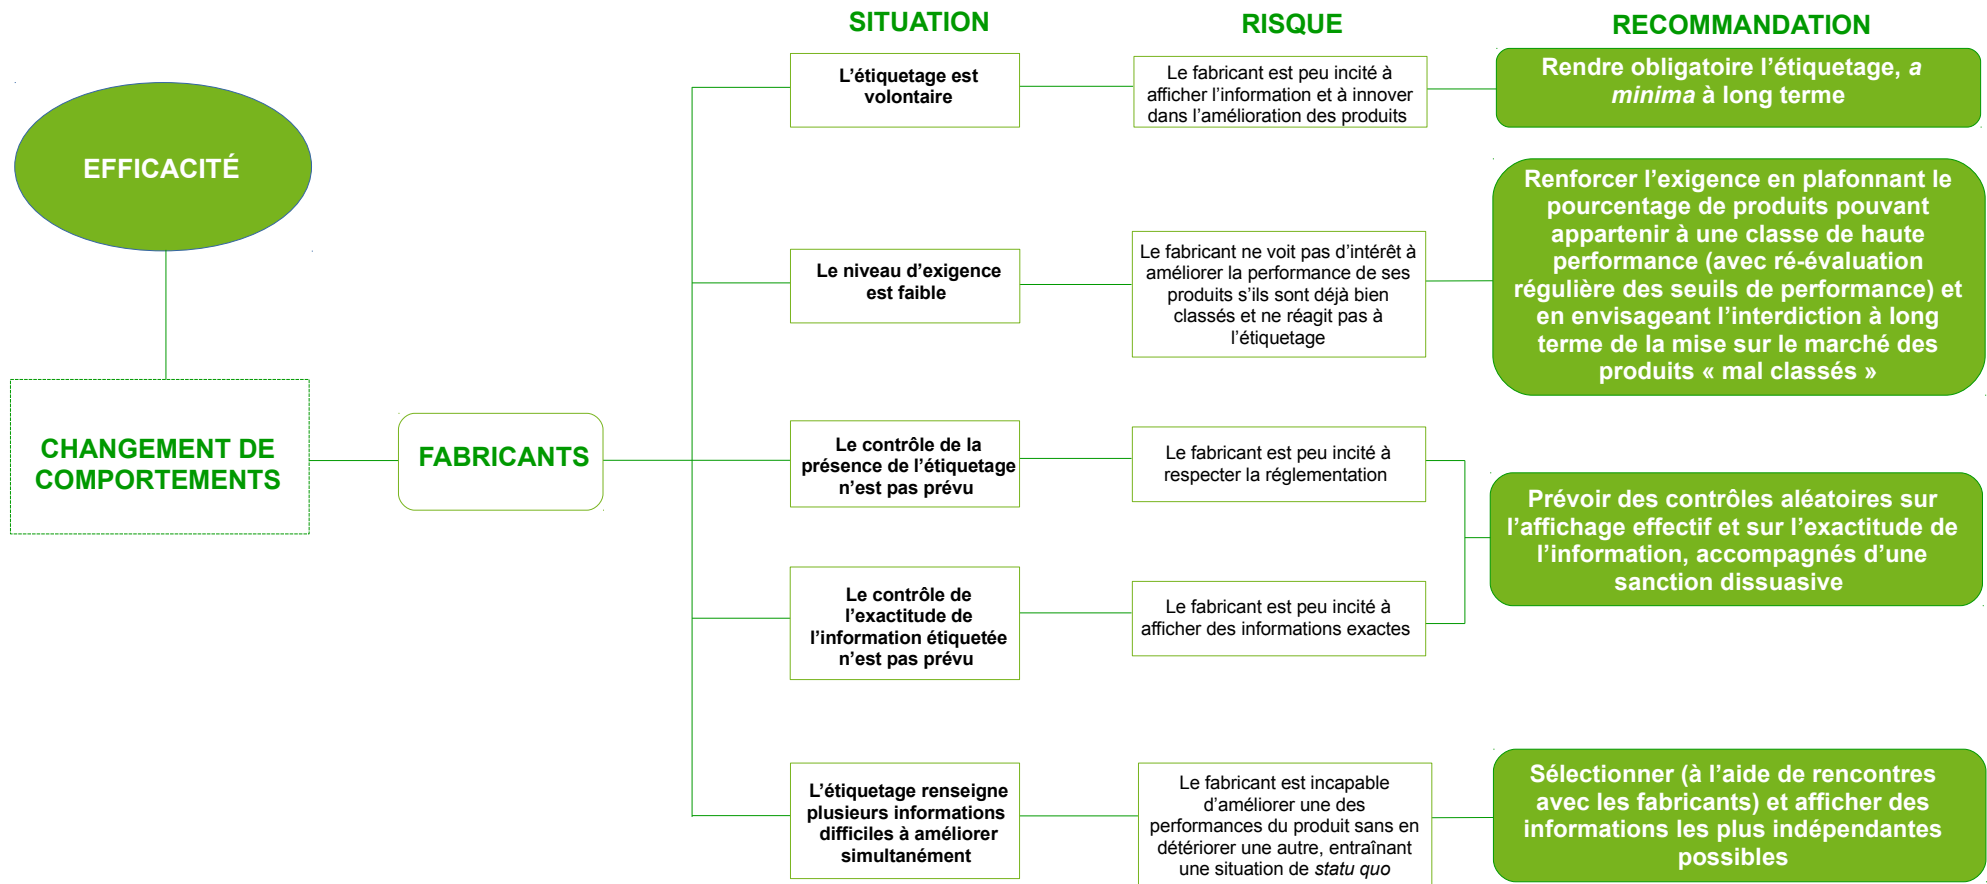 SITUATION
RISQUE
RECOMMANDATION
EFFICACITÉ
CHANGEMENT DE
COMPORTEMENTS
FABRICANTS
L’étiquetage est
volontaire
Le fabricant est peu incité à
afficher l’information et à innover
dans l’amélioration des produits
Rendre obligatoire l’étiquetage, a
minima à long terme
Le niveau d’exigence
est faible
Le fabricant ne voit pas d’intérêt à
améliorer la performance de ses
produits s’ils sont déjà bien
classés et ne réagit pas à
l’étiquetage
Renforcer l’exigence en plafonnant le
pourcentage de produits pouvant
appartenir à une classe de haute
performance (avec ré-évaluation
régulière des seuils de performance) et
en envisageant l’interdiction à long
terme de la mise sur le marché des
produits « mal classés »
Le contrôle de la
présence de l’étiquetage
n’est pas prévu
Le fabricant est peu incité à
respecter la réglementation
Le contrôle de
l’exactitude de
l’information étiquetée
n’est pas prévu
Le fabricant est peu incité à
afficher des informations exactes
Prévoir des contrôles aléatoires sur
l’affichage effectif et sur l’exactitude de
l’information, accompagnés d’une
sanction dissuasive
L’étiquetage renseigne
plusieurs informations
difficiles à améliorer
simultanément
Le fabricant est incapable
d’améliorer une des
performances du produit sans en
détériorer une autre, entraînant
une situation de statu quo
Sélectionner (à l’aide de rencontres
avec les fabricants) et afficher des
informations les plus indépendantes
possibles